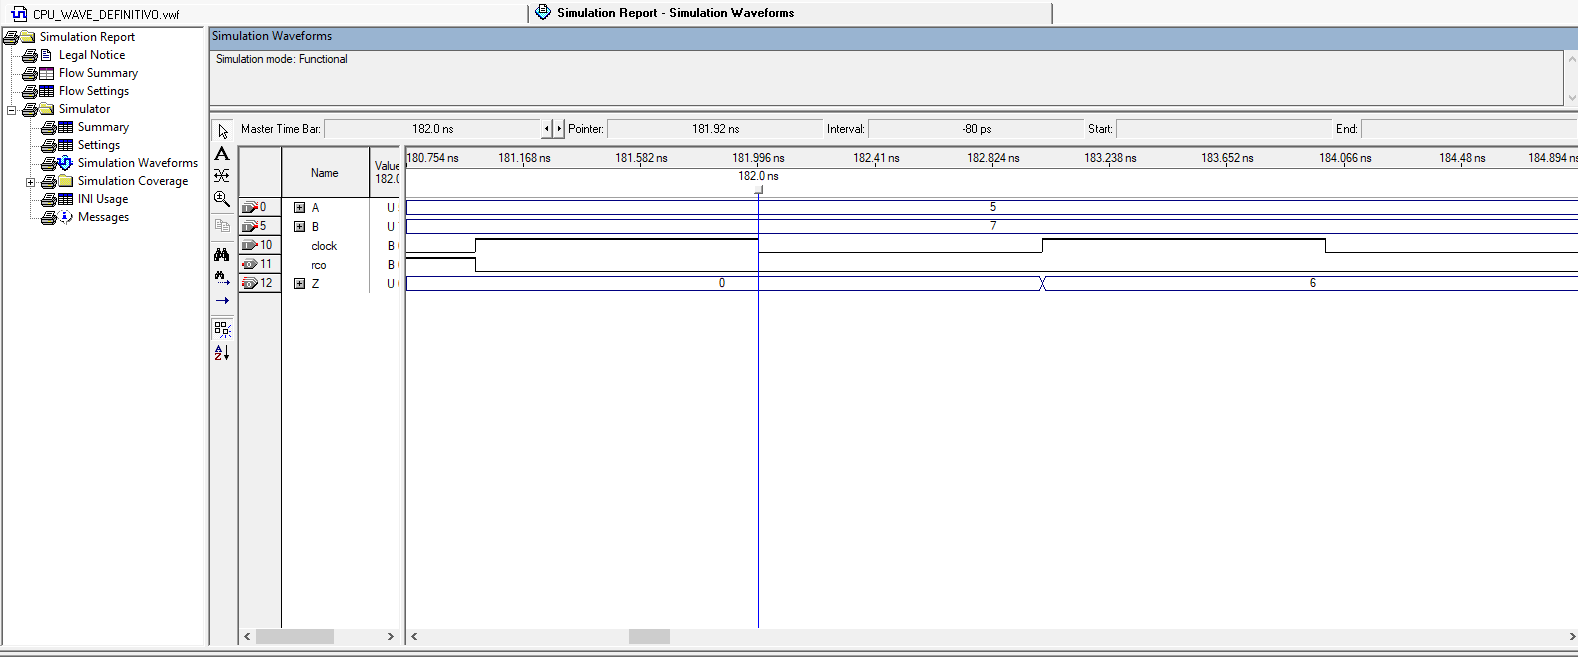 CPU_WAVE_DEFINITIVO.vwf
Simulation Report - Simulation Waveforms
Simulation Report
Legal Notice
Flow Summary
Flow Settings
Simulator
Summary
Settings
Simulation Waveforms
Simulation Coverage
INI Usage
Messages
Simulation Waveforms
Simulation mode: Functional
Master Time Bar: 182.0 ns Pointer: 181.92 ns Interval: -80 ps Start: End:
Name
Value
182.0
180.754 ns 181.168 ns 181.582 ns 181.996 ns 182.41 ns 182.824 ns 183.238 ns 183.652 ns 184.066 ns 184.48 ns 184.894 ns
182.0 ns
0 A U 5
5 B U 7
10 clock B
11 rco B
12 Z U 0 6